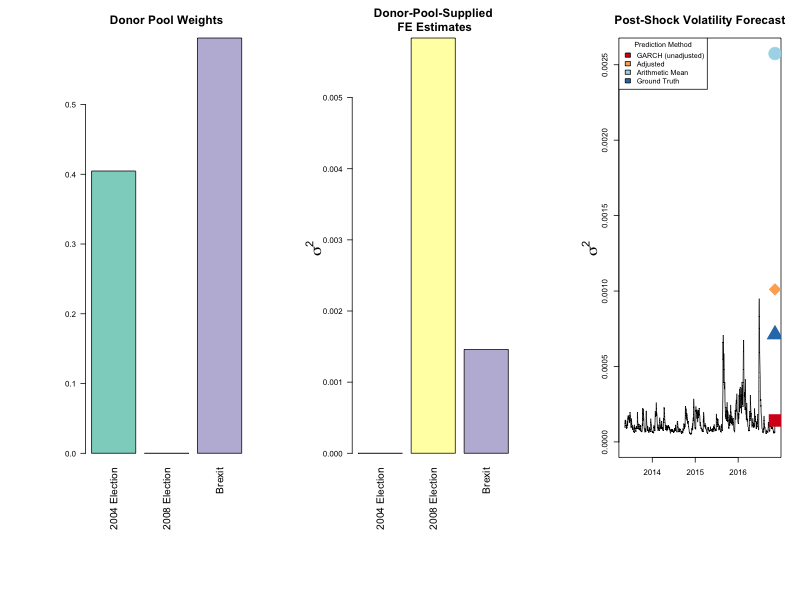 Donor Pool Weights
0.5
0.4
0.3
0.2
0.1
0.0
2004 Election
2008 Election
Brexit
Donor-Pool-Supplied
FE Estimates
σ2
0.005
0.004
0.003
0.002
0.001
0.000
2004 Election
2008 Election
Brexit
Post-Shock Volatility Forecast
Prediction Method
GARCH (unadjusted)
Adjusted
Arithmetic Mean
Ground Truth
σ2
0.0025
0.0020
0.0015
0.0010
0.0005
0.0000
2014
2015
2016